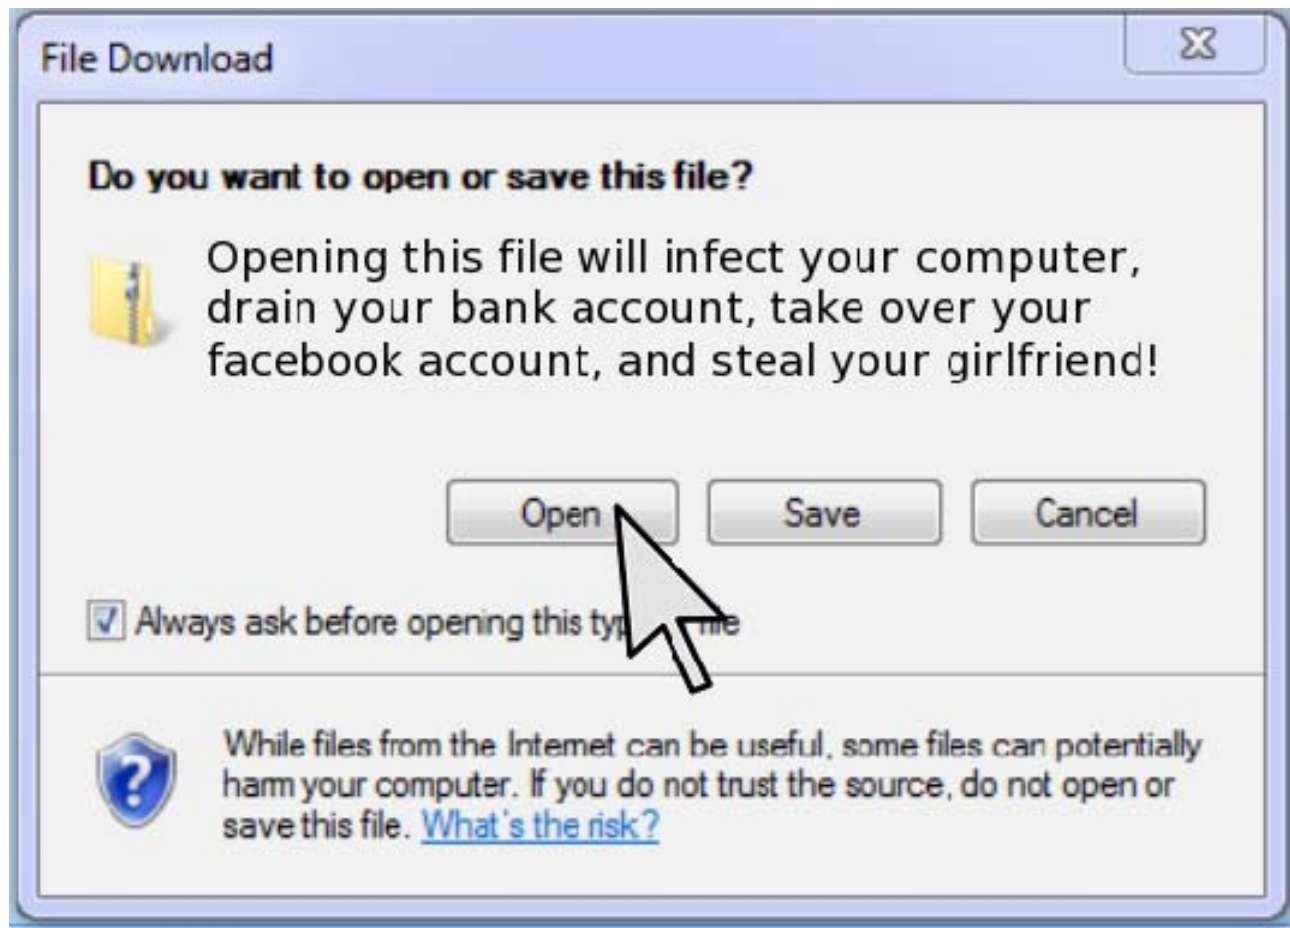 File Download
Do you want to open or save this file?
Opening this file will infect your computer,
drain your bank account, take over your
facebook account, and steal your girlfriend!
Open Save Cancel
Always ask before opening this typ file
While files from the Internet can be useful, some files can potentially
harm your computer. If you do not trust the source, do not open or
save this file. What's the risk?